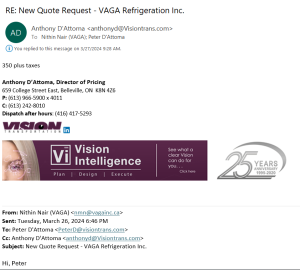 RE: New Quote Request - VAGA Refrigeration Inc.
AD
Anthony D'Attoma <anthonyd@Visiontrans.com>
To Nithin Nair (VAGA); Peter D'Attoma
You replied to this message on 3/27/2024 9:28 AM.
350 plus taxes
Anthony D'Attoma, Director of Pricing
659 College Street East, Belleville, ON K8N 4Z6
P: (613) 966-5900 x 4011
C: (613) 242-8010
Dispatch after hours: (416) 417-5293
VISION
TRANSPORTATION in
Vi Vision
Intelligence
Plan | Design | Execute
See what a
clear Vision
can do for
you. . .
Click here
25 YEARS
ANNIVERSARY
1995-2020
From: Nithin Nair (VAGA) <nmn@vagainc.ca>
Sent: Tuesday, March 26, 2024 6:46 PM
To: Peter D'Attoma <PeterD@visiontrans.com>
Cc: Anthony D'Attoma <anthonyd@Visiontrans.com>
Subject: New Quote Request - VAGA Refrigeration Inc.
Hi, Peter